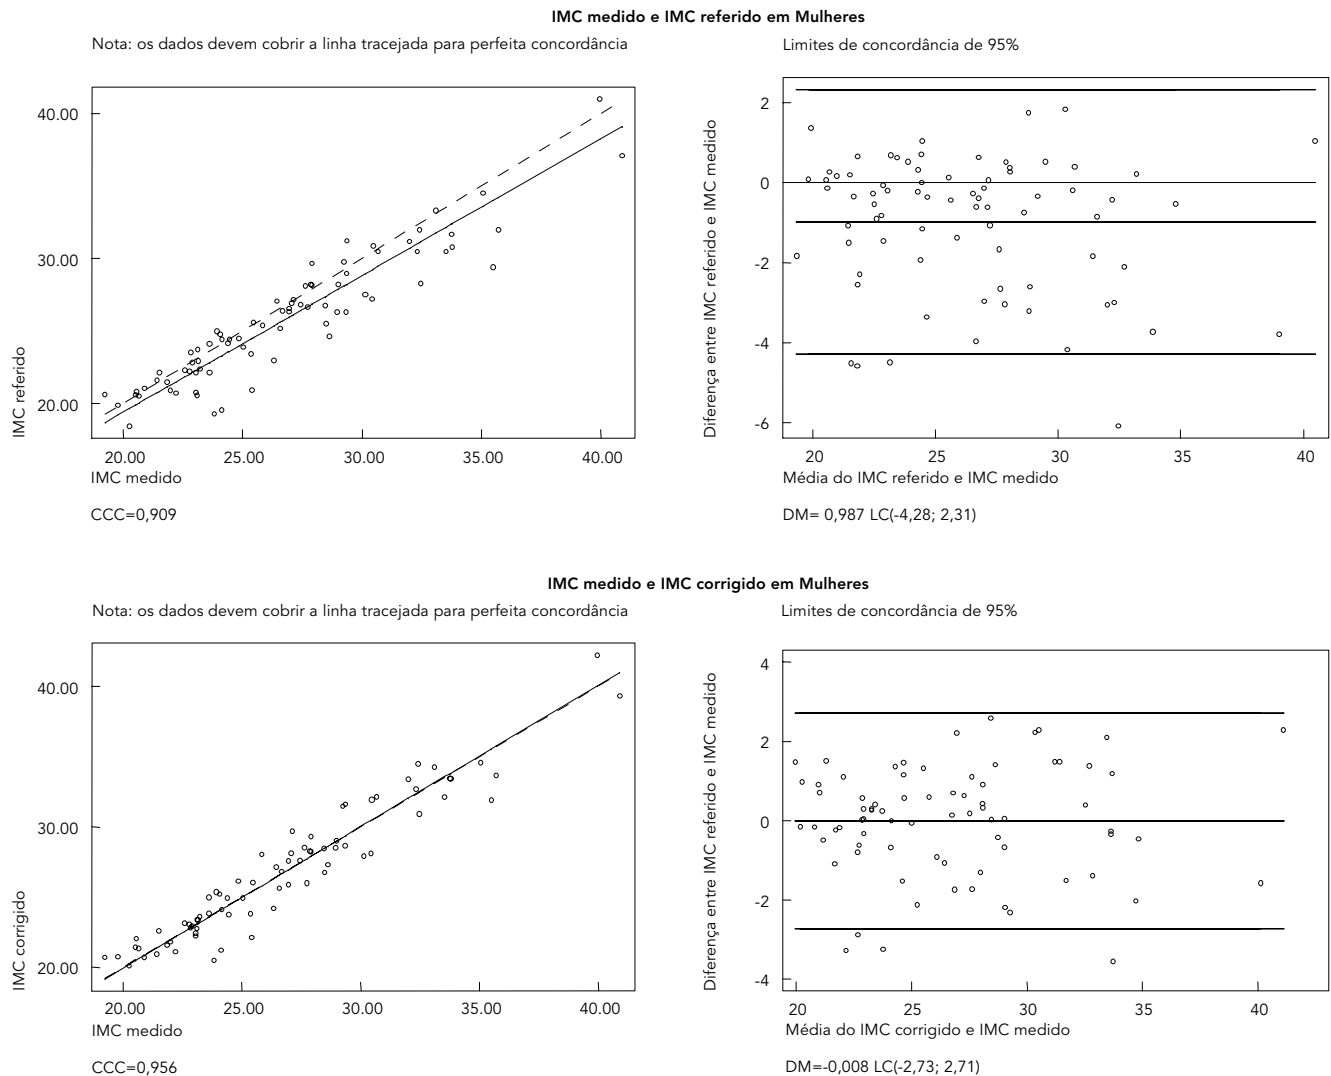 IMC medido e IMC referido em Mulheres
Nota: os dados devem cobrir a linha tracejada para perfeita concordância
IMC referido
40.00
30.00
20.00
20.00 25.00 30.00 35.00 40.00
IMC medido
CCC=0,909
Limites de concordância de 95%
Diferença entre IMC referido e IMC medido
2
0
-2
-4
-6
20 25 30 35 40
Média do IMC referido e IMC medido
DM= 0,987 LC(-4,28; 2,31)
IMC medido e IMC corrigido em Mulheres
Nota: os dados devem cobrir a linha tracejada para perfeita concordância
IMC corrigido
40.00
30.00
20.00
20.00 25.00 30.00 35.00 40.00
IMC medido
CCC=0,956
Limites de concordância de 95%
Diferença entre IMC referido e IMC medido
4
2
0
-2
-4
20 25 30 35 40
Média do IMC corrigido e IMC medido
DM=-0,008 LC(-2,73; 2,71)